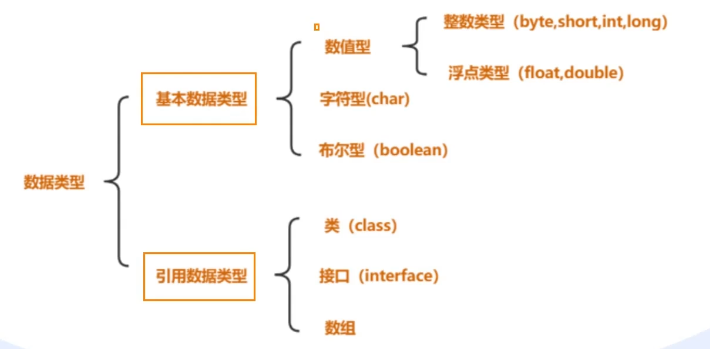 数据类型
基本数据类型
数值型
整数类型（byte,short,int,long）
浮点类型（float,double）
字符型(char)
布尔型（boolean）
引用数据类型
类（class）
接口（interface）
数组